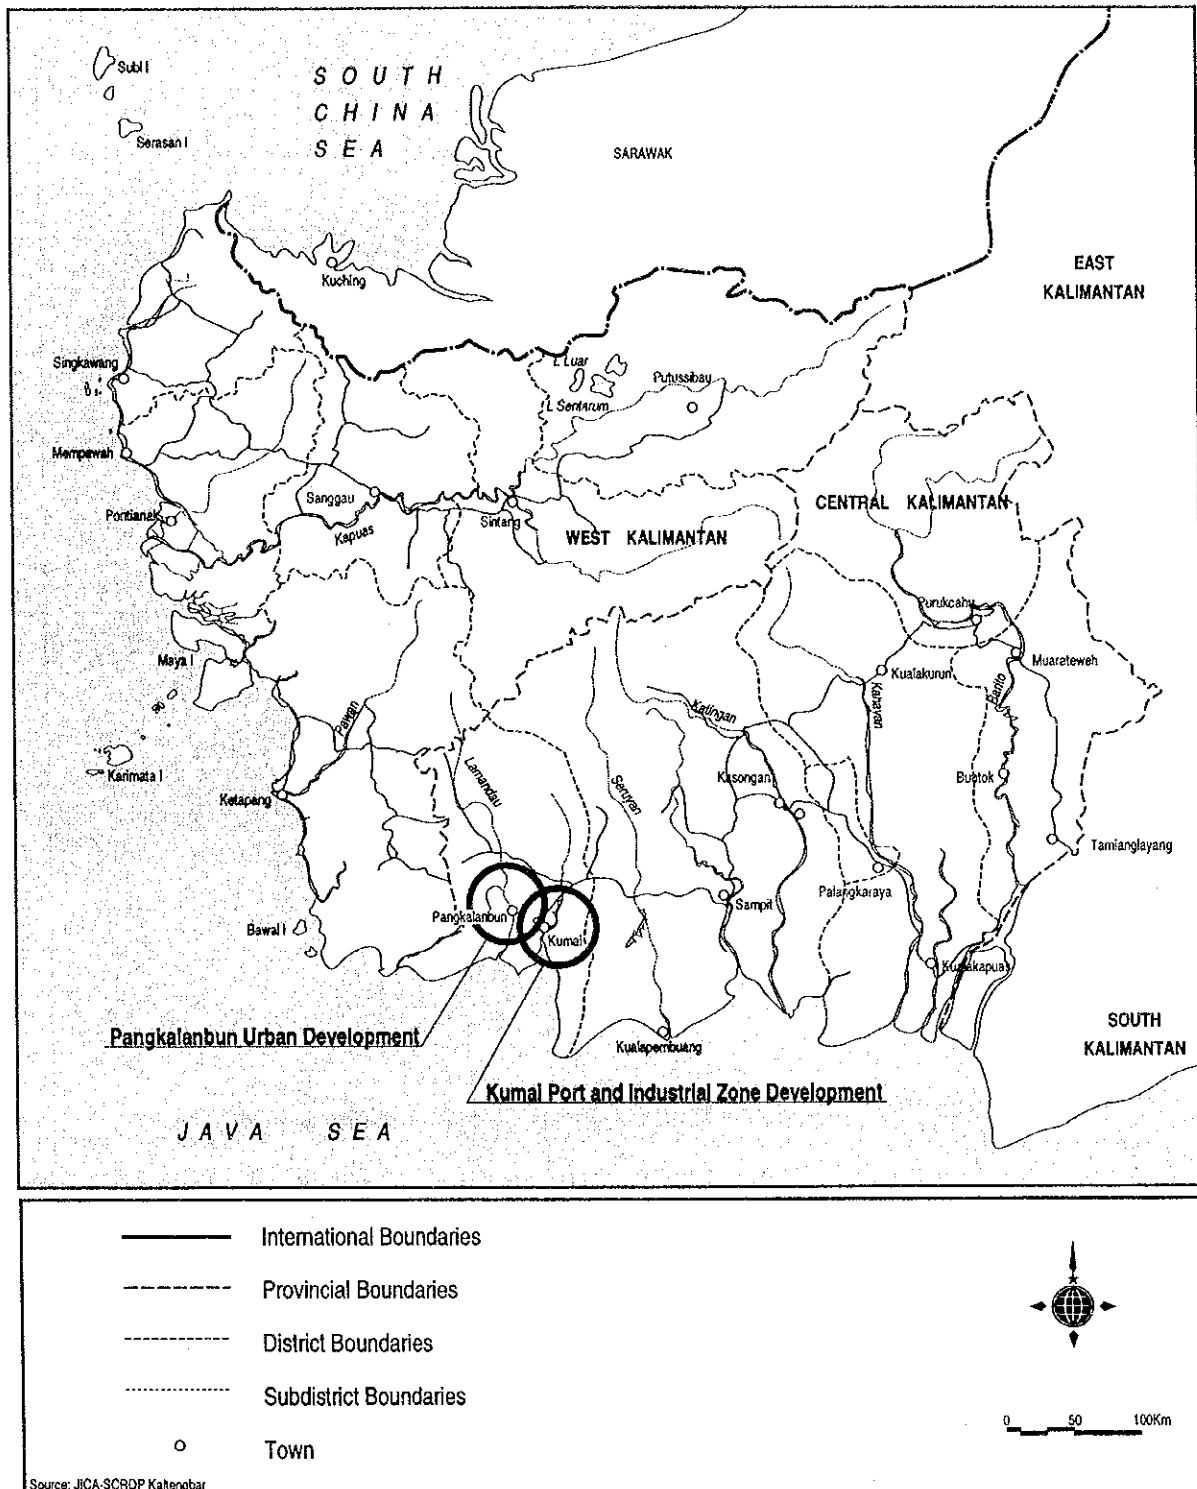 SOUTH
CHINA
SEA
Subl I
Serasan I
SARAWAK
Kuching
EAST
KALIMANTAN
Singkawang
L Luar
L Sentarum
Putussibau
Mempawah
Sanggau
Pontianak
Kapuas
Sintang
WEST KALIMANTAN
CENTRAL KALIMANTAN
Purukcahu
Maya I
Muarateweh
Kualakurun
Barito
Kahayan
Katingan
Pawan
Karimata I
Ketapang
Lamandau
Seruyan
Kasongan
Buntok
Tamianglayang
Palangkaraya
Sampit
Pangkalanbun
Kumai
Bawal I
Kualakapuas
Kualapembuang
SOUTH
KALIMANTAN
Pangkalanbun Urban Development
Kumai Port and Industrial Zone Development
JAVA SEA
International Boundaries
Provincial Boundaries
District Boundaries
Subdistrict Boundaries
Town
0 50 100Km
Source: JICA-SCRDP Kaltengbar